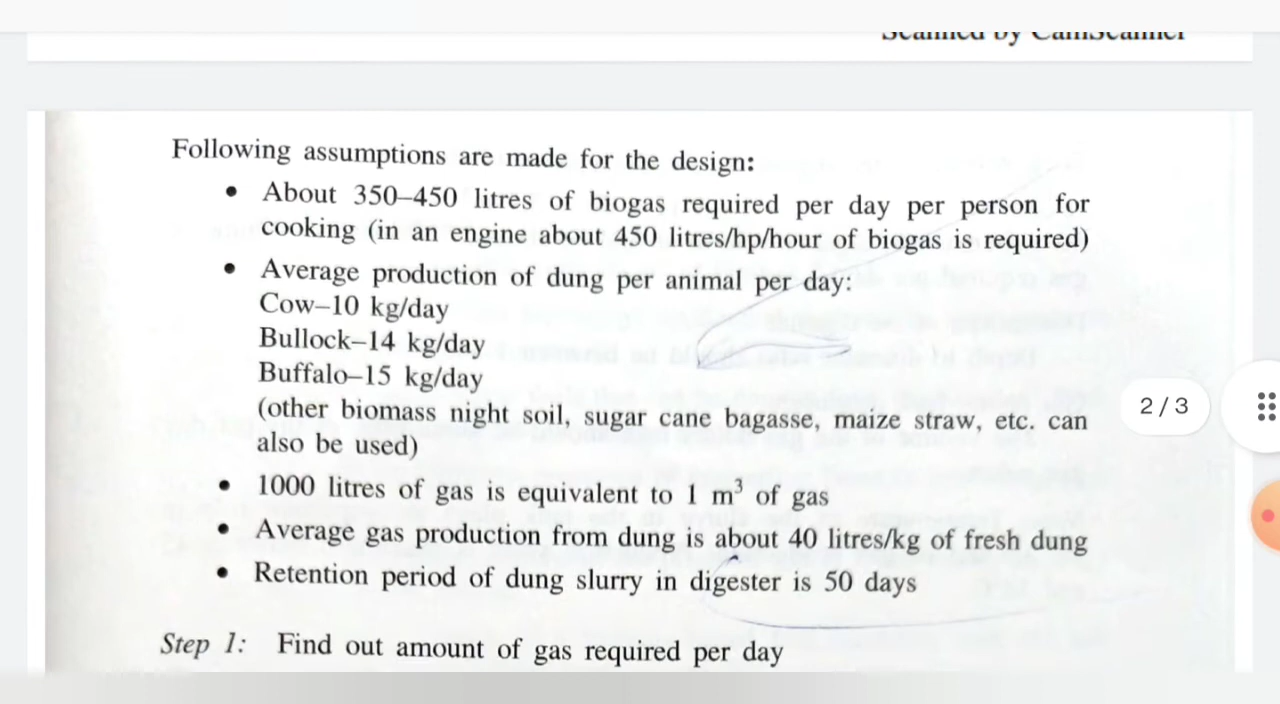 Scanned by CamScanner
Following assumptions are made for the design:
• About 350–450 litres of biogas required per day per person for
cooking (in an engine about 450 litres/hp/hour of biogas is required)
• Average production of dung per animal per day:
Cow–10 kg/day
Bullock–14 kg/day
Buffalo–15 kg/day
(other biomass night soil, sugar cane bagasse, maize straw, etc. can
also be used)
2 / 3
• 1000 litres of gas is equivalent to 1 m³ of gas
• Average gas production from dung is about 40 litres/kg of fresh dung
• Retention period of dung slurry in digester is 50 days
Step 1: Find out amount of gas required per day